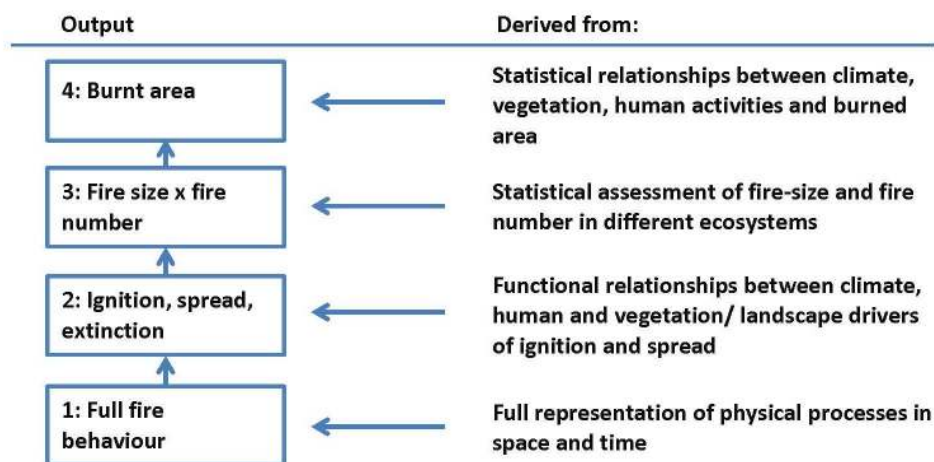 Output
Derived from:
4: Burnt area
Statistical relationships between climate,
vegetation, human activities and burned
area
3: Fire size x fire
number
Statistical assessment of fire-size and fire
number in different ecosystems
2: Ignition, spread,
extinction
Functional relationships between climate,
human and vegetation/ landscape drivers
of ignition and spread
1: Full fire
behaviour
Full representation of physical processes in
space and time